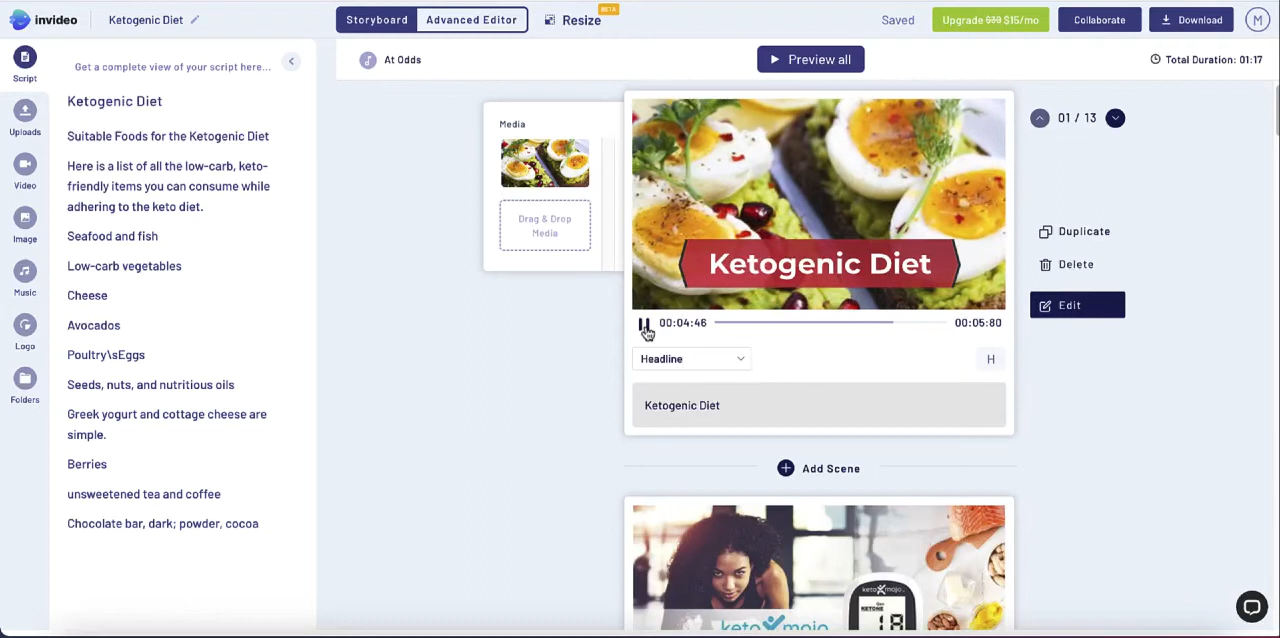 invideo
Ketogenic Diet
Storyboard
Advanced Editor
Resize
BETA
Saved
Upgrade $30 $15/mo
Collaborate
Download
M
Script
Uploads
Video
Image
Music
Logo
Folders
Get a complete view of your script here...
Ketogenic Diet
Suitable Foods for the Ketogenic Diet
Here is a list of all the low-carb, keto-
friendly items you can consume while
adhering to the keto diet.
Seafood and fish
Low-carb vegetables
Cheese
Avocados
Poultry\sEggs
Seeds, nuts, and nutritious oils
Greek yogurt and cottage cheese are
simple.
Berries
unsweetened tea and coffee
Chocolate bar, dark; powder, cocoa
At Odds
Preview all
Total Duration: 01:17
Media
Drag & Drop
Media
Ketogenic Diet
00:04:46
00:05:80
Headline
H
Ketogenic Diet
01 / 13
Duplicate
Delete
Edit
Add Scene
keto mojo
KETONE
1.8
keto mojo